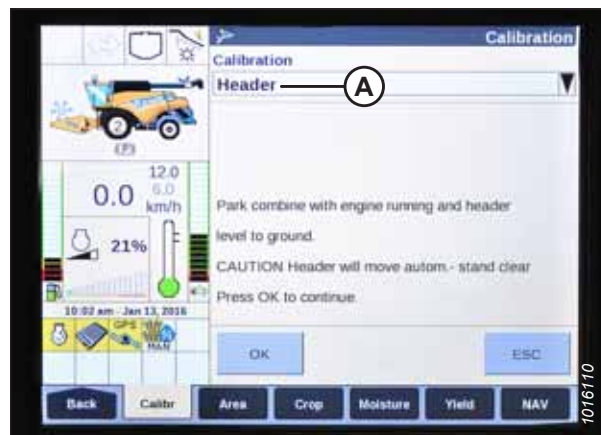 Calibration
Calibration
Header
A
2
(P)
12.0
6.0
0.0
km/h
21%
Park combine with engine running and header
level to ground.
CAUTION Header will move autom.- stand clear
Press OK to continue
10:02 am Jan 13, 2016
GPS
MAN
OK
ESC
Back
Calibr
Area
Crop
Moisture
Yield
NAV
1016110